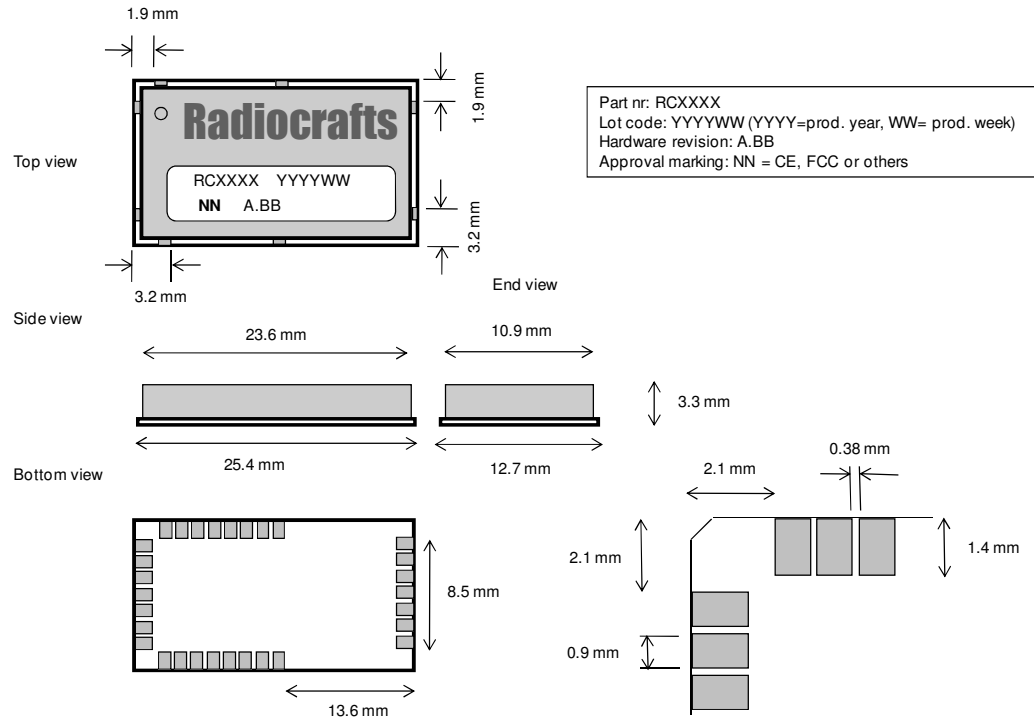 1.9 mm
Radiocrafts
RCXXXX YYYYWW
NN A.BB
1.9 mm
3.2 mm
3.2 mm
Top view
Part nr: RCXXXX
Lot code: YYYYWW (YYYY=prod. year, WW= prod. week)
Hardware revision: A.BB
Approval marking: NN = CE, FCC or others
End view
Side view
23.6 mm
10.9 mm
3.3 mm
25.4 mm
12.7 mm
Bottom view
0.38 mm
2.1 mm
2.1 mm
1.4 mm
8.5 mm
0.9 mm
13.6 mm